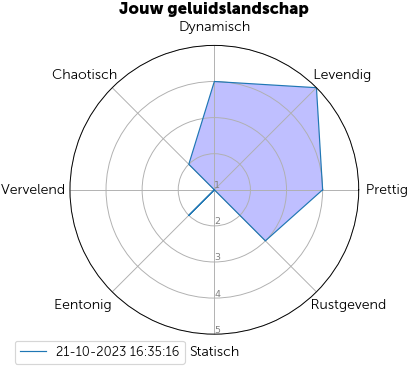 Jouw geluidslandschap
Dynamisch
Chaotisch
Levendig
Vervelend
1
Prettig
2
3
4
Eentonig
Rustgevend
5
21-10-2023 16:35:16
Statisch